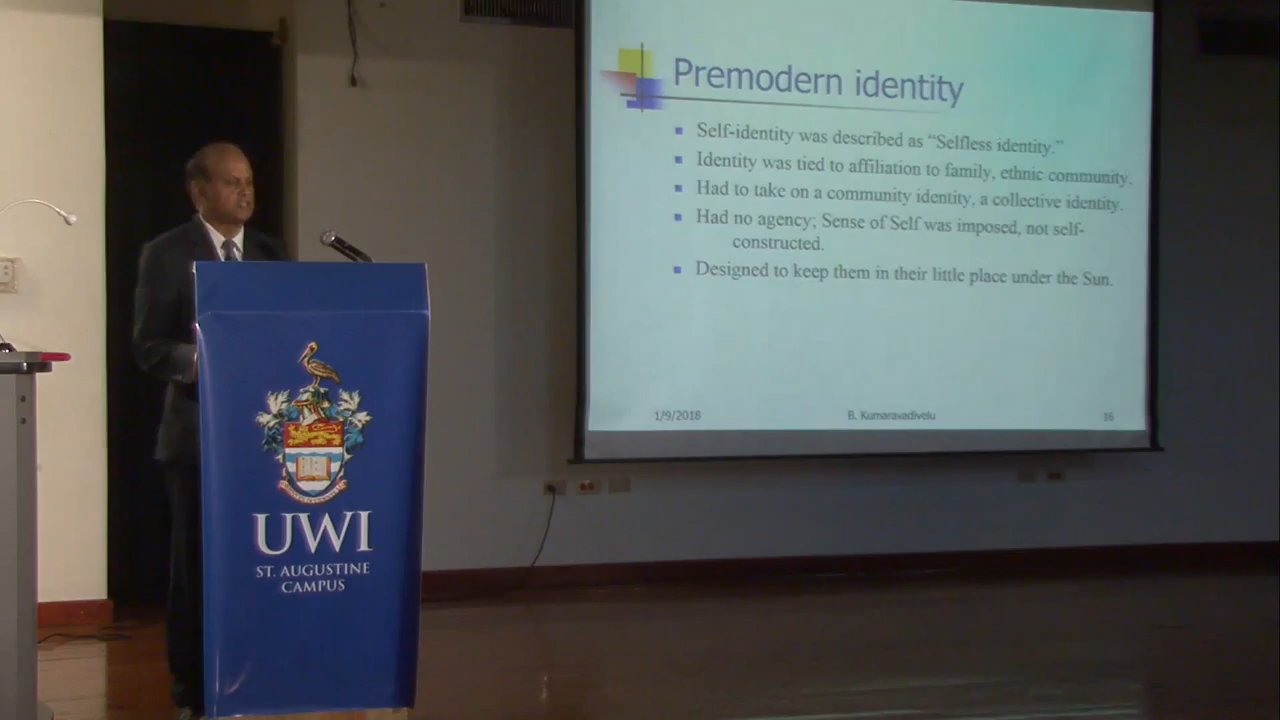 Premodern identity
Self-identity was described as “Selfless identity.”
Identity was tied to affiliation to family, ethnic community.
Had to take on a community identity, a collective identity.
Had no agency; Sense of Self was imposed, not self-
constructed.
Designed to keep them in their little place under the Sun.
1/9/2018 B. Kumaravadivelu 16
UWI
ST. AUGUSTINE
CAMPUS